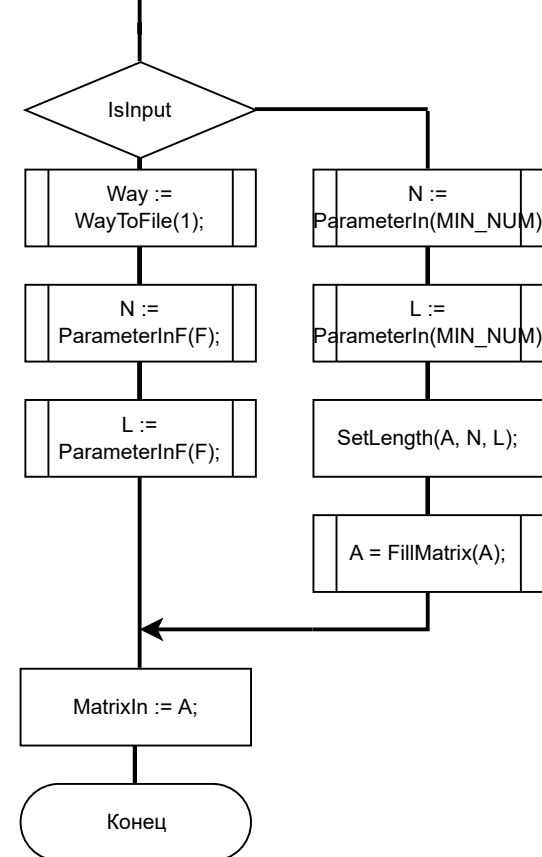 IsInput
Way :=
WayToFile(1);
N :=
ParameterInF(F);
L :=
ParameterInF(F);
N :=
ParameterIn(MIN_NUM)
L :=
ParameterIn(MIN_NUM)
SetLength(A, N, L);
A = FillMatrix(A);
MatrixIn := A;
Конец